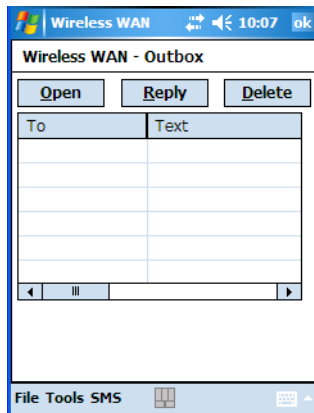 Wireless WAN 10:07 ok
Wireless WAN - Outbox
Open Reply Delete
To Text
File Tools SMS